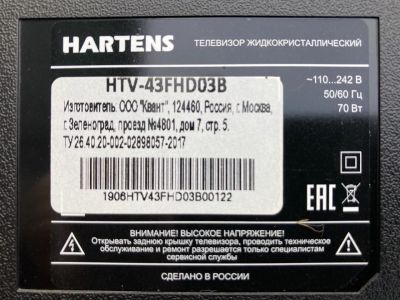 HARTENS
ТЕЛЕВИЗОР ЖИДКОКРИСТАЛЛИЧЕСКИЙ
HTV-43FHD03B
Изготовитель: ООО "Квант", 124460, Россия, г. Москва,
г. Зеленоград, проезд №4801, дом 7, стр. 5.
ТУ 26.40.20-002-02898057-2017
1906HTV43FHD03B00122
~110...242 В
50/60 Гц
70 Вт
EAC
ВНИМАНИЕ! ВЫСОКОЕ НАПРЯЖЕНИЕ!
Открывать заднюю крышку телевизора, проводить техническое
обслуживание и ремонт разрешается только специалистам
сервисной службы
СДЕЛАНО В РОССИИ